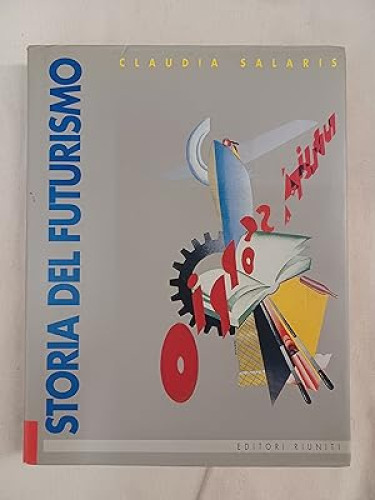 CLAUDIA SALARIS
STORIA DEL FUTURISMO
EDITORI RIUNITI